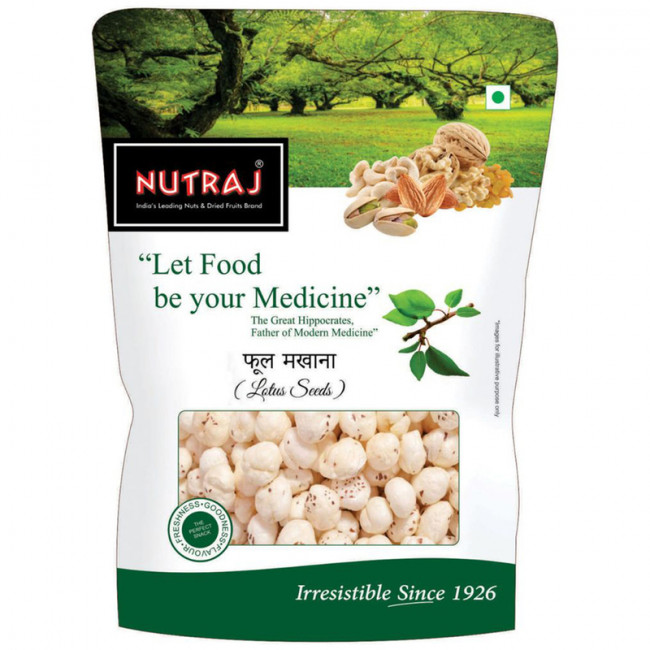 NUTRAJ®
India's Leading Nuts & Dried Fruits Brand
“Let Food
be your Medicine”
The Great Hippocrates,
Father of Modern Medicine”
फूल मखाना
(Lotus Seeds)
*Images for illustrative purpose only
FRESHNESS • GOODNESS • FLAVOUR •
THE
PERFECT
SNACK
Irresistible Since 1926